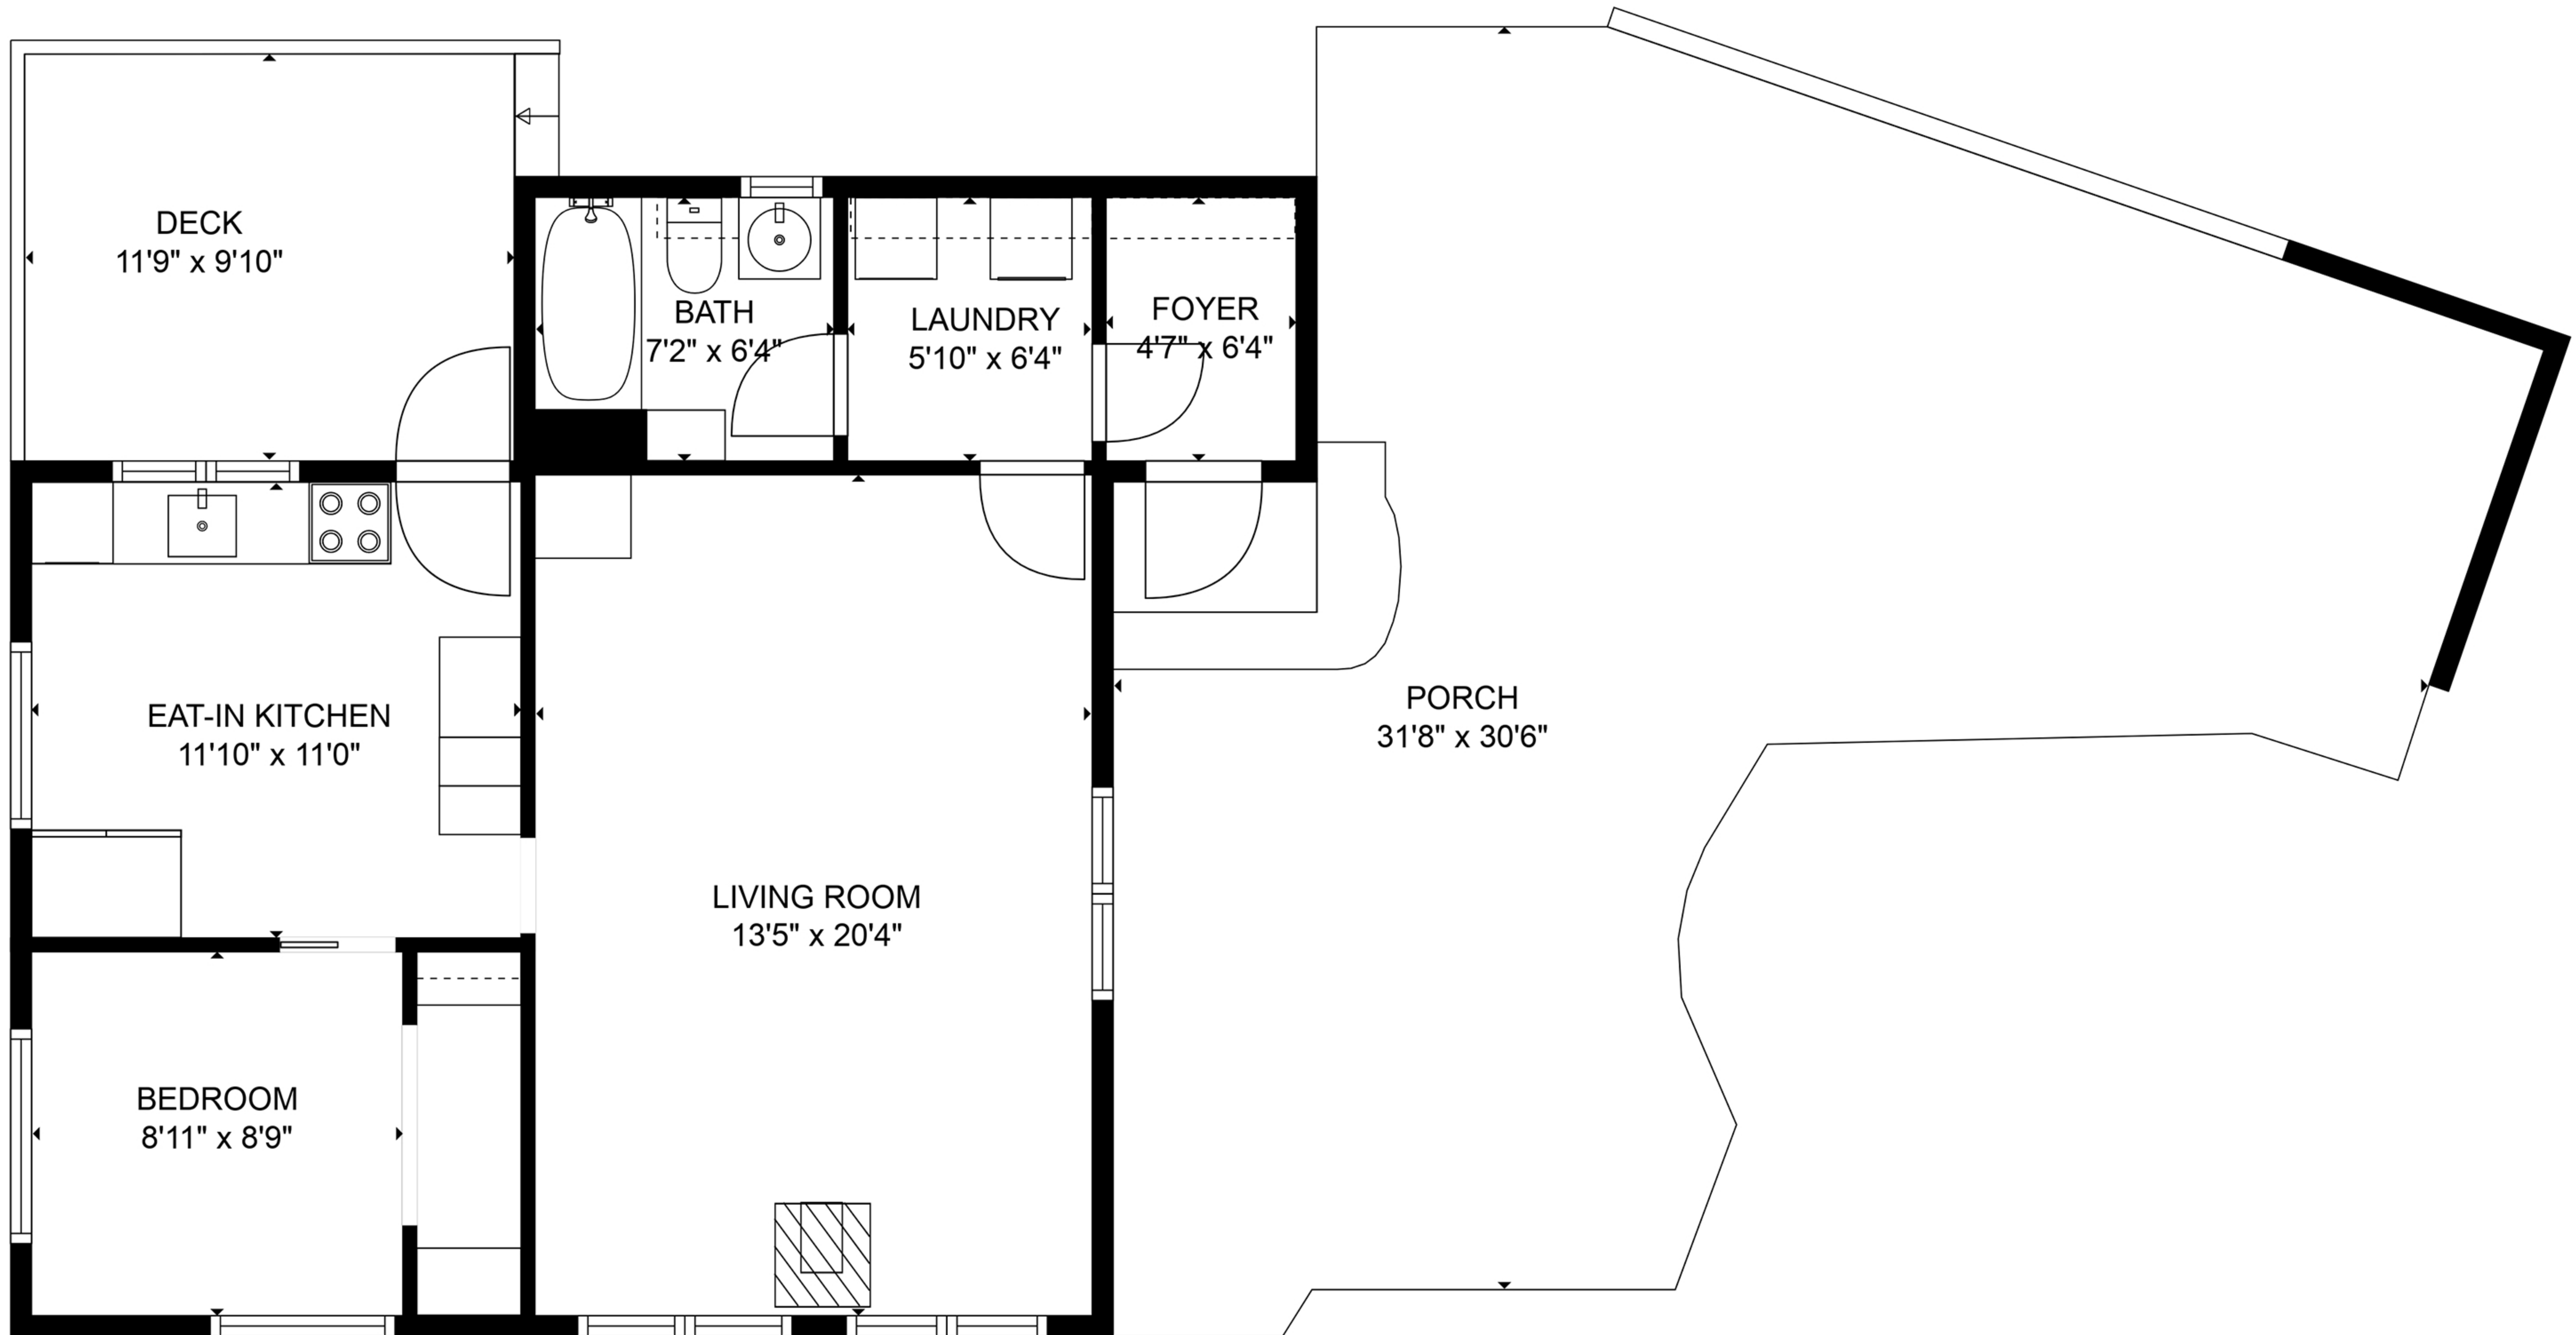 DECK
11'9" x 9'10"
BATH
7'2" x 6'4"
LAUNDRY
5'10" x 6'4"
FOYER
4'7" x 6'4"
EAT-IN KITCHEN
11'10" x 11'0"
PORCH
31'8" x 30'6"
LIVING ROOM
13'5" x 20'4"
BEDROOM
8'11" x 8'9"